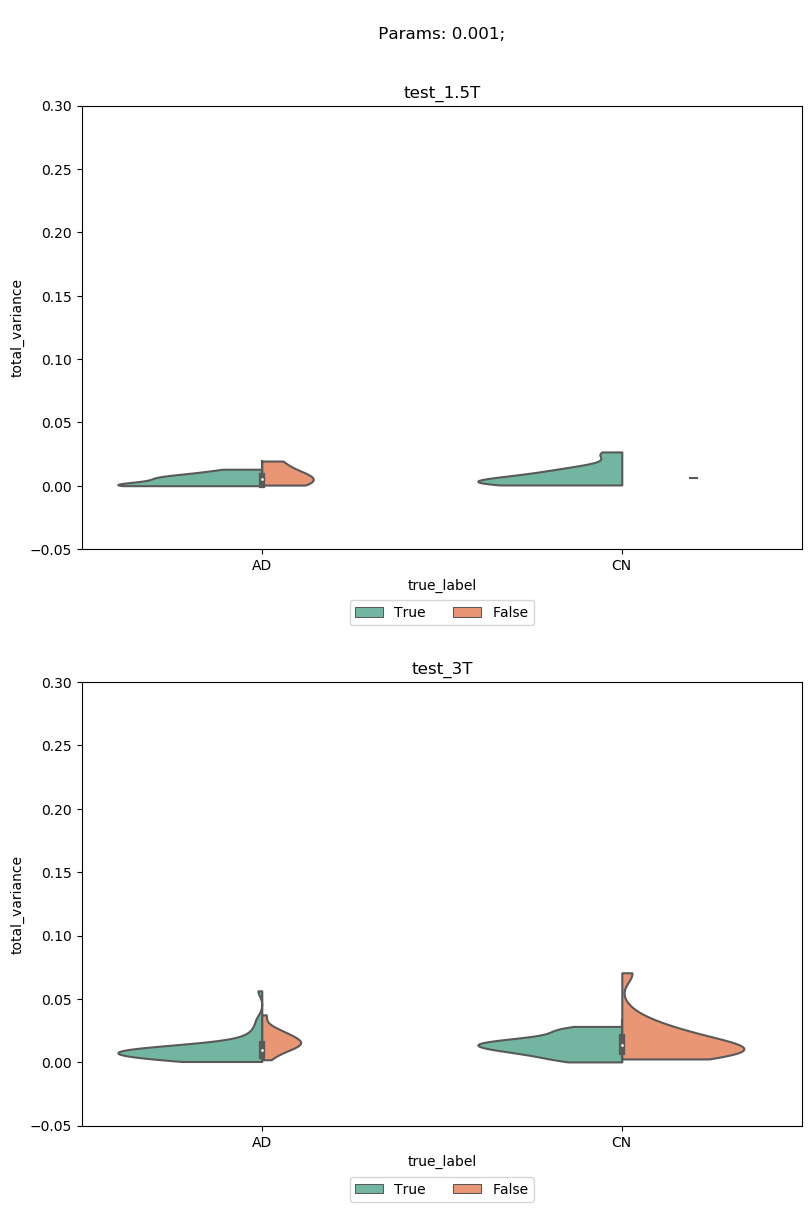 Params: 0.001;
test_1.5T
0.30
0.25
0.20
0.15
0.10
0.05
0.00
−0.05
total_variance
AD CN
true_label
True False
test_3T
0.30
0.25
0.20
0.15
0.10
0.05
0.00
−0.05
total_variance
AD CN
true_label
True False